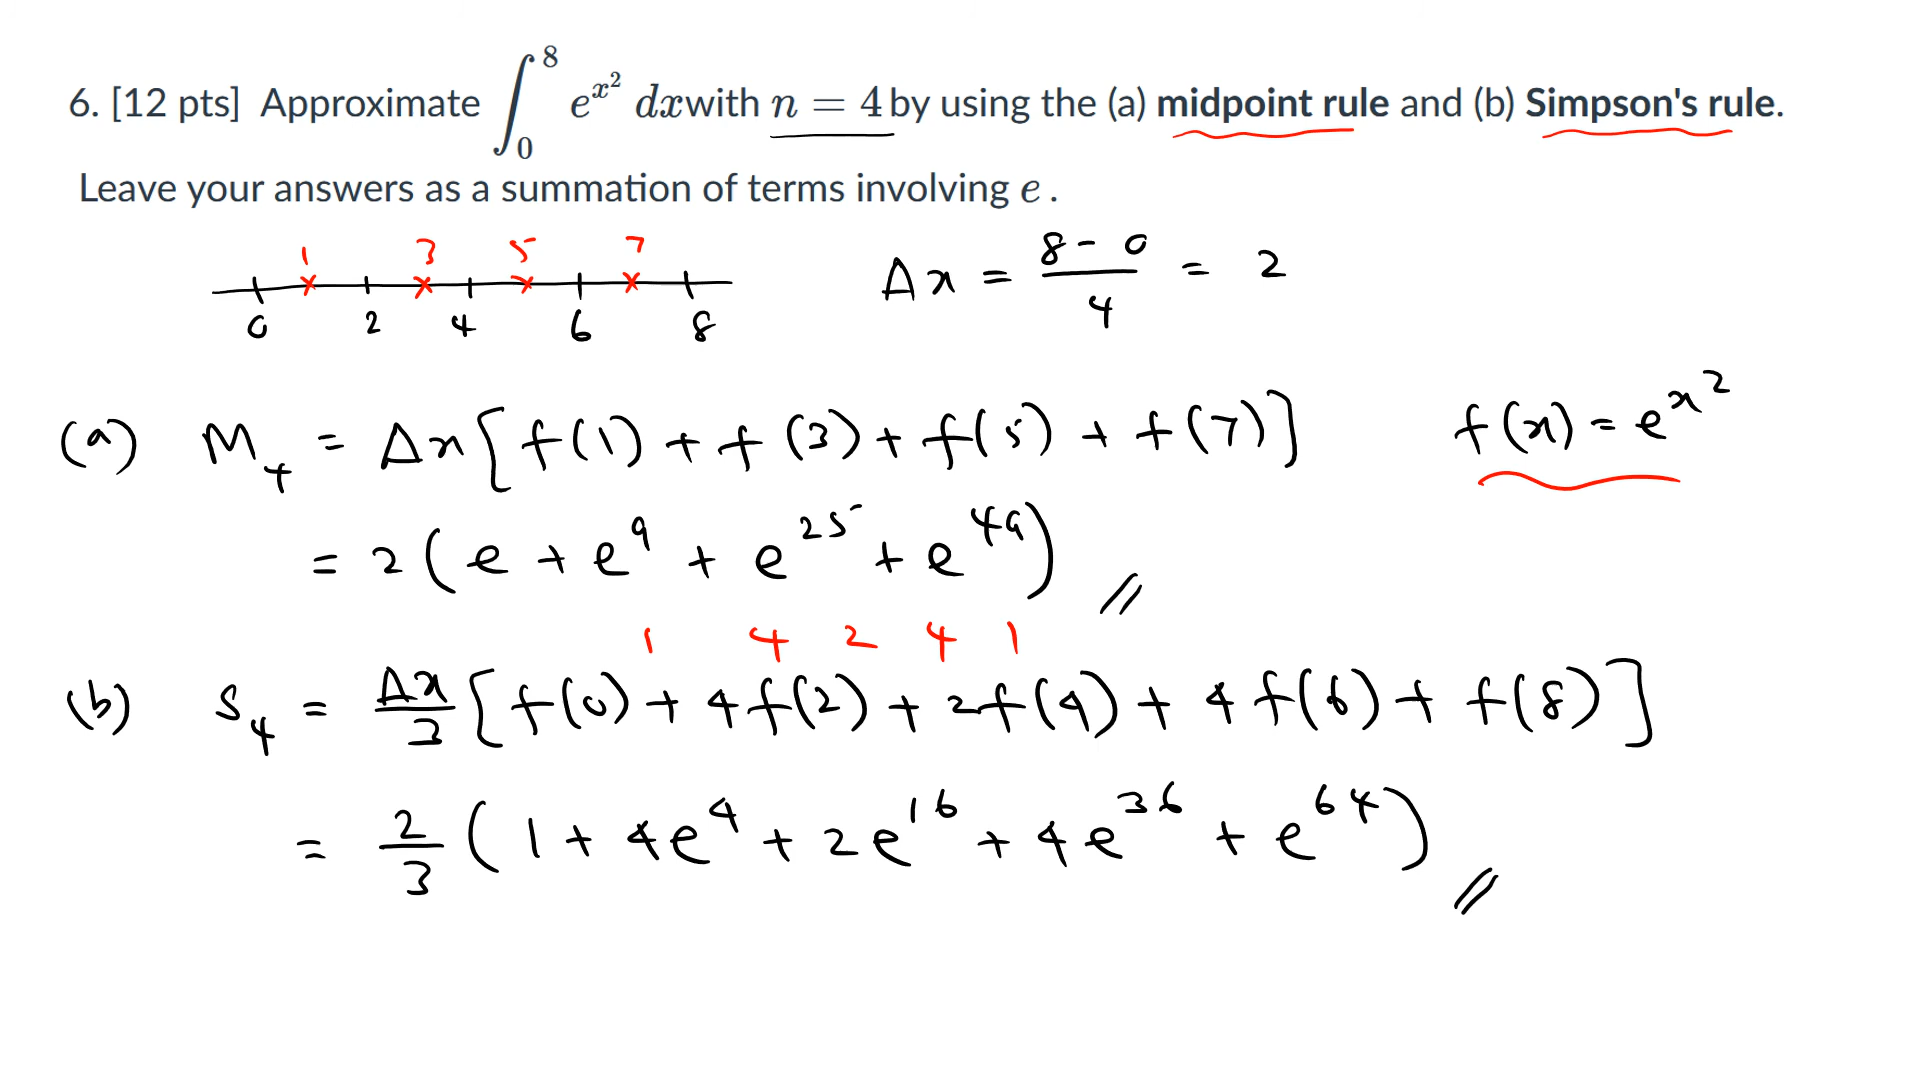 6. [12 pts] Approximate ∫₀⁸ e^{x²} dx with n = 4 by using the (a) midpoint rule and (b) Simpson's rule.
Leave your answers as a summation of terms involving e .
1 3 5 7
0 2 4 6 8
Δx = (8 - 0)/4 = 2
(a) M₄ = Δx [ f(1) + f(3) + f(5) + f(7) ] f(x) = e^{x²}
= 2 ( e + e⁹ + e²⁵ + e⁴⁹ )
1 4 2 4 1
(b) S₄ = Δx/3 [ f(0) + 4f(2) + 2f(4) + 4f(6) + f(8) ]
= 2/3 ( 1 + 4e⁴ + 2e¹⁶ + 4e³⁶ + e⁶⁴ )